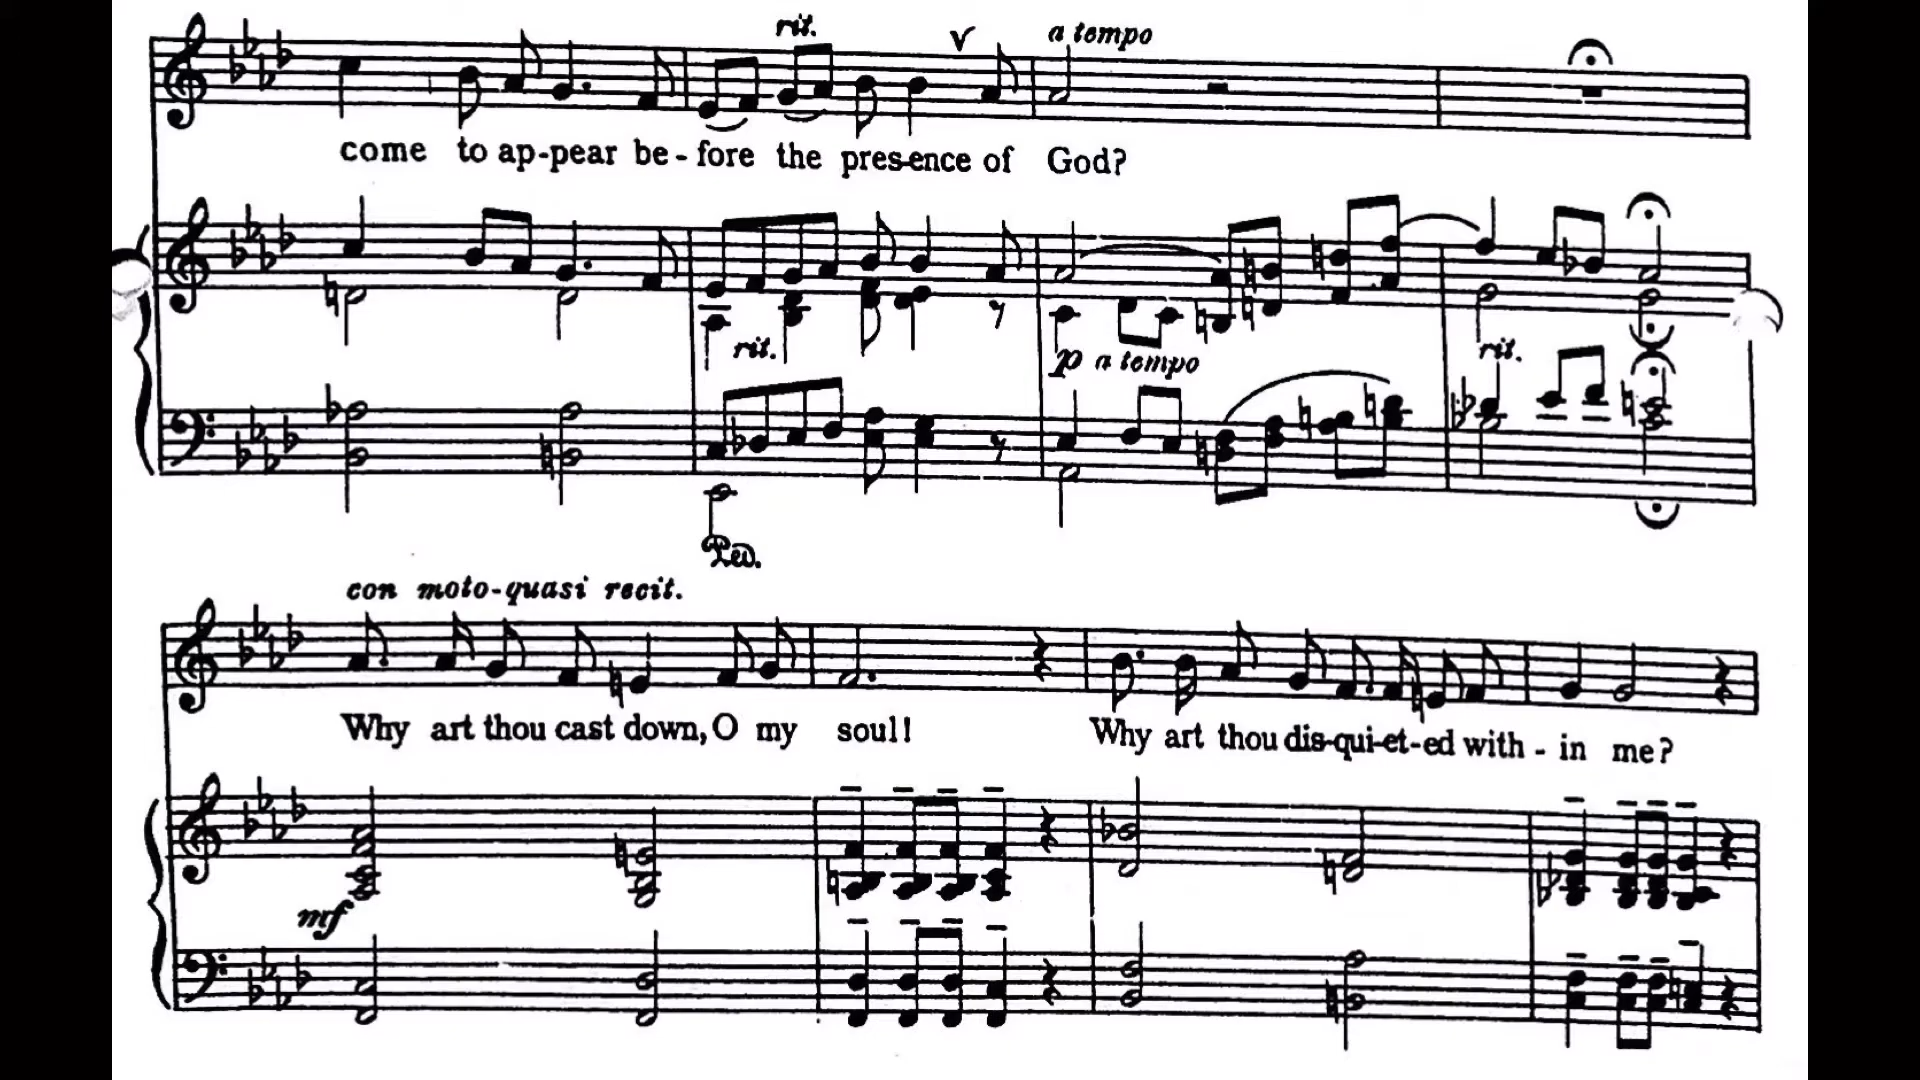 rit. a tempo
come to ap-pear be-fore the pres-ence of God?
rit. p a tempo rit.
Ped.
con moto-quasi recit.
Why art thou cast down, O my soul! Why art thou dis-qui-et-ed with-in me?
mf